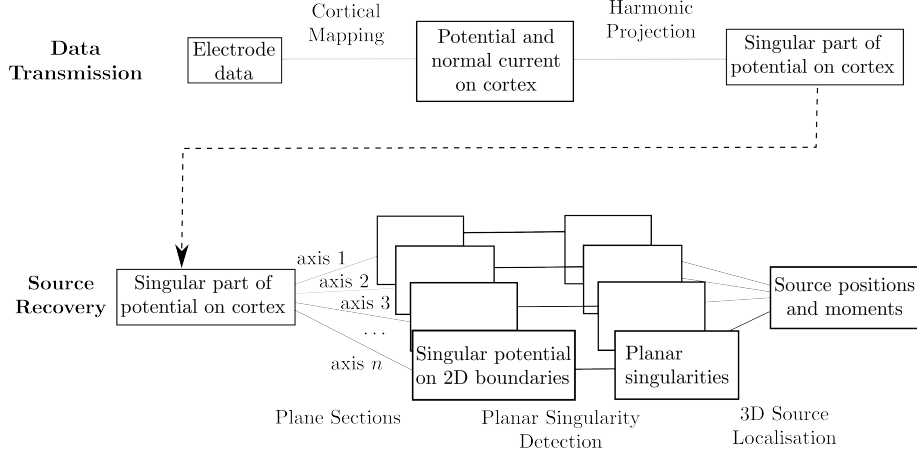 Data
Transmission
Electrode
data
Cortical
Mapping
Potential and
normal current
on cortex
Harmonic
Projection
Singular part of
potential on cortex
Source
Recovery
Singular part of
potential on cortex
axis 1
axis 2
axis 3
...
axis n
Singular potential
on 2D boundaries
Planar
singularities
Source positions
and moments
Plane Sections
Planar Singularity
Detection
3D Source
Localisation